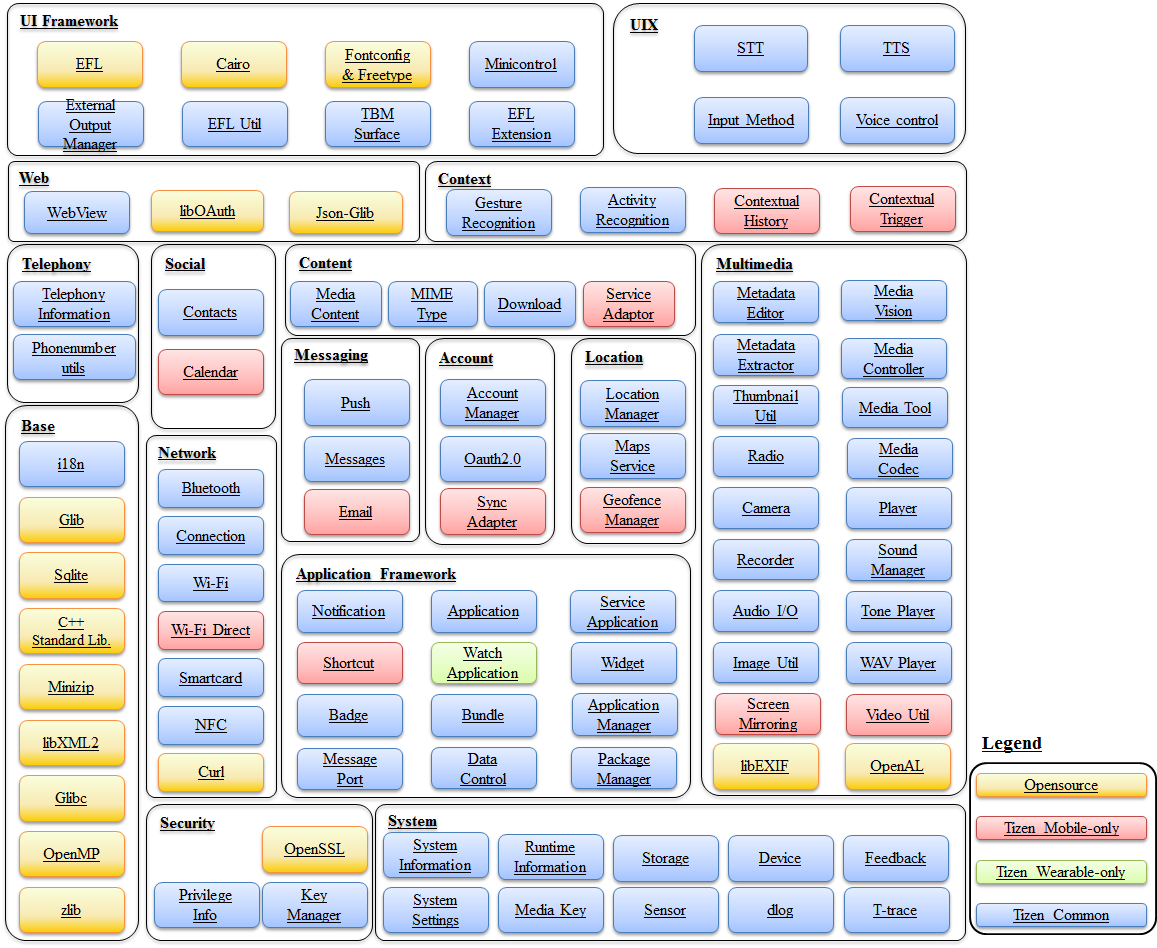 UI Framework
EFL
Cairo
Fontconfig
& Freetype
Minicontrol
External
Output
Manager
EFL Util
TBM
Surface
EFL
Extension
UIX
STT
TTS
Input Method
Voice control
Web
WebView
libOAuth
Json-Glib
Context
Gesture
Recognition
Activity
Recognition
Contextual
History
Contextual
Trigger
Telephony
Telephony
Information
Phonenumber
utils
Social
Contacts
Calendar
Content
Media
Content
MIME
Type
Download
Service
Adaptor
Messaging
Push
Messages
Email
Account
Account
Manager
Oauth2.0
Sync
Adapter
Location
Location
Manager
Maps
Service
Geofence
Manager
Multimedia
Metadata
Editor
Media
Vision
Metadata
Extractor
Media
Controller
Thumbnail
Util
Media Tool
Radio
Media
Codec
Camera
Player
Recorder
Sound
Manager
Audio I/O
Tone Player
Image Util
WAV Player
Screen
Mirroring
Video Util
libEXIF
OpenAL
Base
i18n
Glib
Sqlite
C++
Standard Lib.
Minizip
libXML2
Glibc
OpenMP
zlib
Network
Bluetooth
Connection
Wi-Fi
Wi-Fi Direct
Smartcard
NFC
Curl
Application Framework
Notification
Application
Service
Application
Shortcut
Watch
Application
Widget
Badge
Bundle
Application
Manager
Message
Port
Data
Control
Package
Manager
Security
OpenSSL
Privilege
Info
Key
Manager
System
System
Information
Runtime
Information
Storage
Device
Feedback
System
Settings
Media Key
Sensor
dlog
T-trace
Legend
Opensource
Tizen Mobile-only
Tizen Wearable-only
Tizen Common